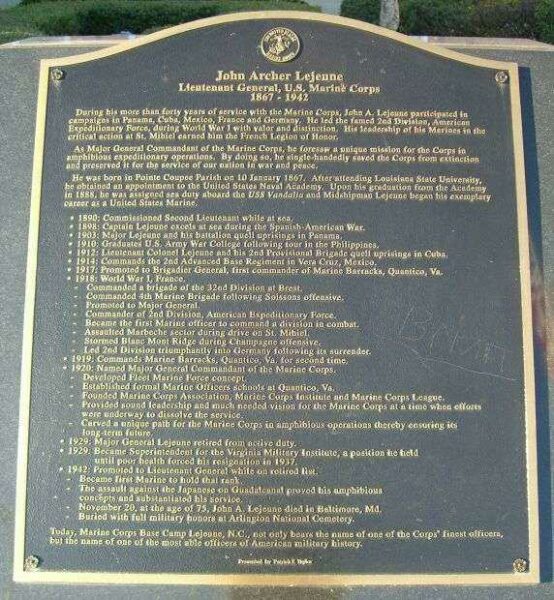 John Archer Lejeune
Lieutenant General, U.S. Marine Corps
1867 - 1942
During his more than forty years of service with the Marine Corps, John A. Lejeune participated in
campaigns in Panama, Cuba, Mexico, France and Germany. He led the famed 2nd Division, American
Expeditionary Force, during World War I with valor and distinction. His leadership of his Marines in the
critical action at St. Mihiel earned him the French Legion of Honor.
As Major General Commandant of the Marine Corps, he foresaw a unique mission for the Corps in
amphibious expeditionary operations. By doing so, he single-handedly saved the Corps from extinction
and preserved it for the service of our nation in war and peace.
He was born in Pointe Coupee Parish on 10 January 1867. After attending Louisiana State University,
he obtained an appointment to the United States Naval Academy. Upon his graduation from the Academy
in 1888, he was assigned sea duty aboard the USS Vandalia and Midshipman Lejeune began his exemplary
career as a United States Marine.
• 1890: Commissioned Second Lieutenant while at sea.
• 1898: Captain Lejeune excels at sea during the Spanish-American War.
• 1903: Major Lejeune and his battalion quell uprisings in Panama.
• 1910: Graduates U.S. Army War College following tour in the Philippines.
• 1912: Lieutenant Colonel Lejeune and his 2nd Provisional Brigade quell uprisings in Cuba.
• 1914: Commands the 2nd Advanced Base Regiment in Vera Cruz, Mexico.
• 1917: Promoted to Brigadier General, first commander of Marine Barracks, Quantico, Va.
• 1918: World War I, France.
- Commanded a brigade of the 32nd Division at Brest.
- Commanded 4th Marine Brigade following Soissons offensive.
- Promoted to Major General.
- Commander of 2nd Division, American Expeditionary Force.
- Became the first Marine officer to command a division in combat.
- Assaulted Marbache sector during drive on St. Mihiel.
- Stormed Blanc Mont Ridge during Champagne offensive.
- Led 2nd Division triumphantly into Germany following its surrender.
• 1919: Commands Marine Barracks, Quantico, Va. for second time.
• 1920: Named Major General Commandant of the Marine Corps.
- Developed Fleet Marine Force concept.
- Established formal Marine Officers schools at Quantico, Va.
- Founded Marine Corps Association, Marine Corps Institute and Marine Corps League.
- Provided sound leadership and much needed vision for the Marine Corps at a time when efforts
were underway to dissolve the service.
- Carved a unique path for the Marine Corps in amphibious operations thereby ensuring its
long-term future.
• 1929: Major General Lejeune retired from active duty.
• 1929: Became Superintendent for the Virginia Military Institute, a position he held
until poor health forced his resignation in 1937.
• 1942: Promoted to Lieutenant General while on retired list.
- Became first Marine to hold that rank.
- The assault against the Japanese on Guadalcanal proved his amphibious
concepts and substantiated his service.
- November 20, at the age of 75, John A. Lejeune died in Baltimore, Md.
- Buried with full military honors at Arlington National Cemetery.
Today, Marine Corps Base Camp Lejeune, N.C., not only bears the name of one of the Corps' finest officers,
but the name of one of the most able officers of American military history.
Presented by Patrick F.